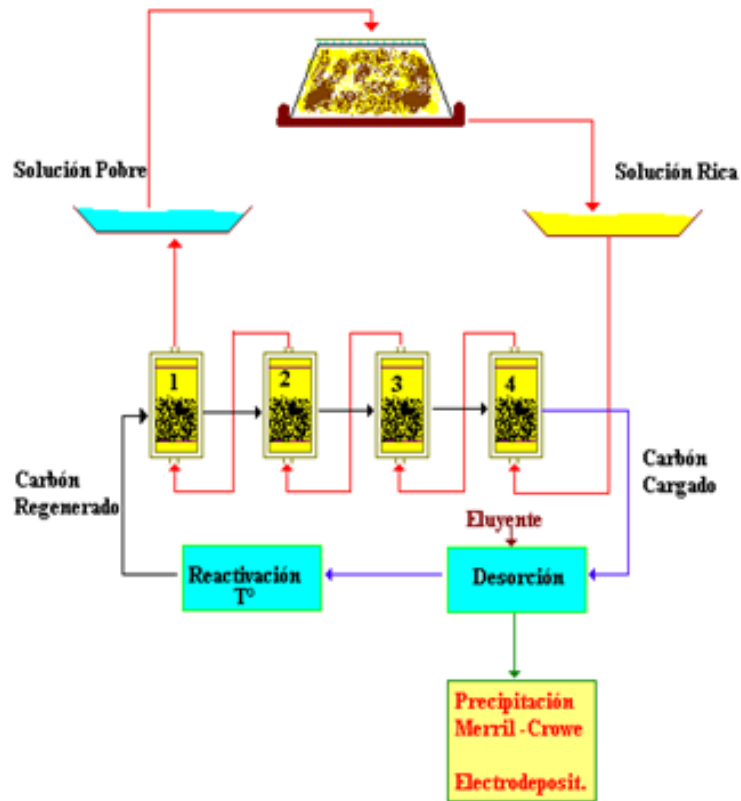 Solución Pobre
Solución Rica
1
2
3
4
Carbón
Regenerado
Carbón
Cargado
Eluyente
Reactivación
Tº
Desorción
Precipitación
Merril -Crowe
Electrodeposit.